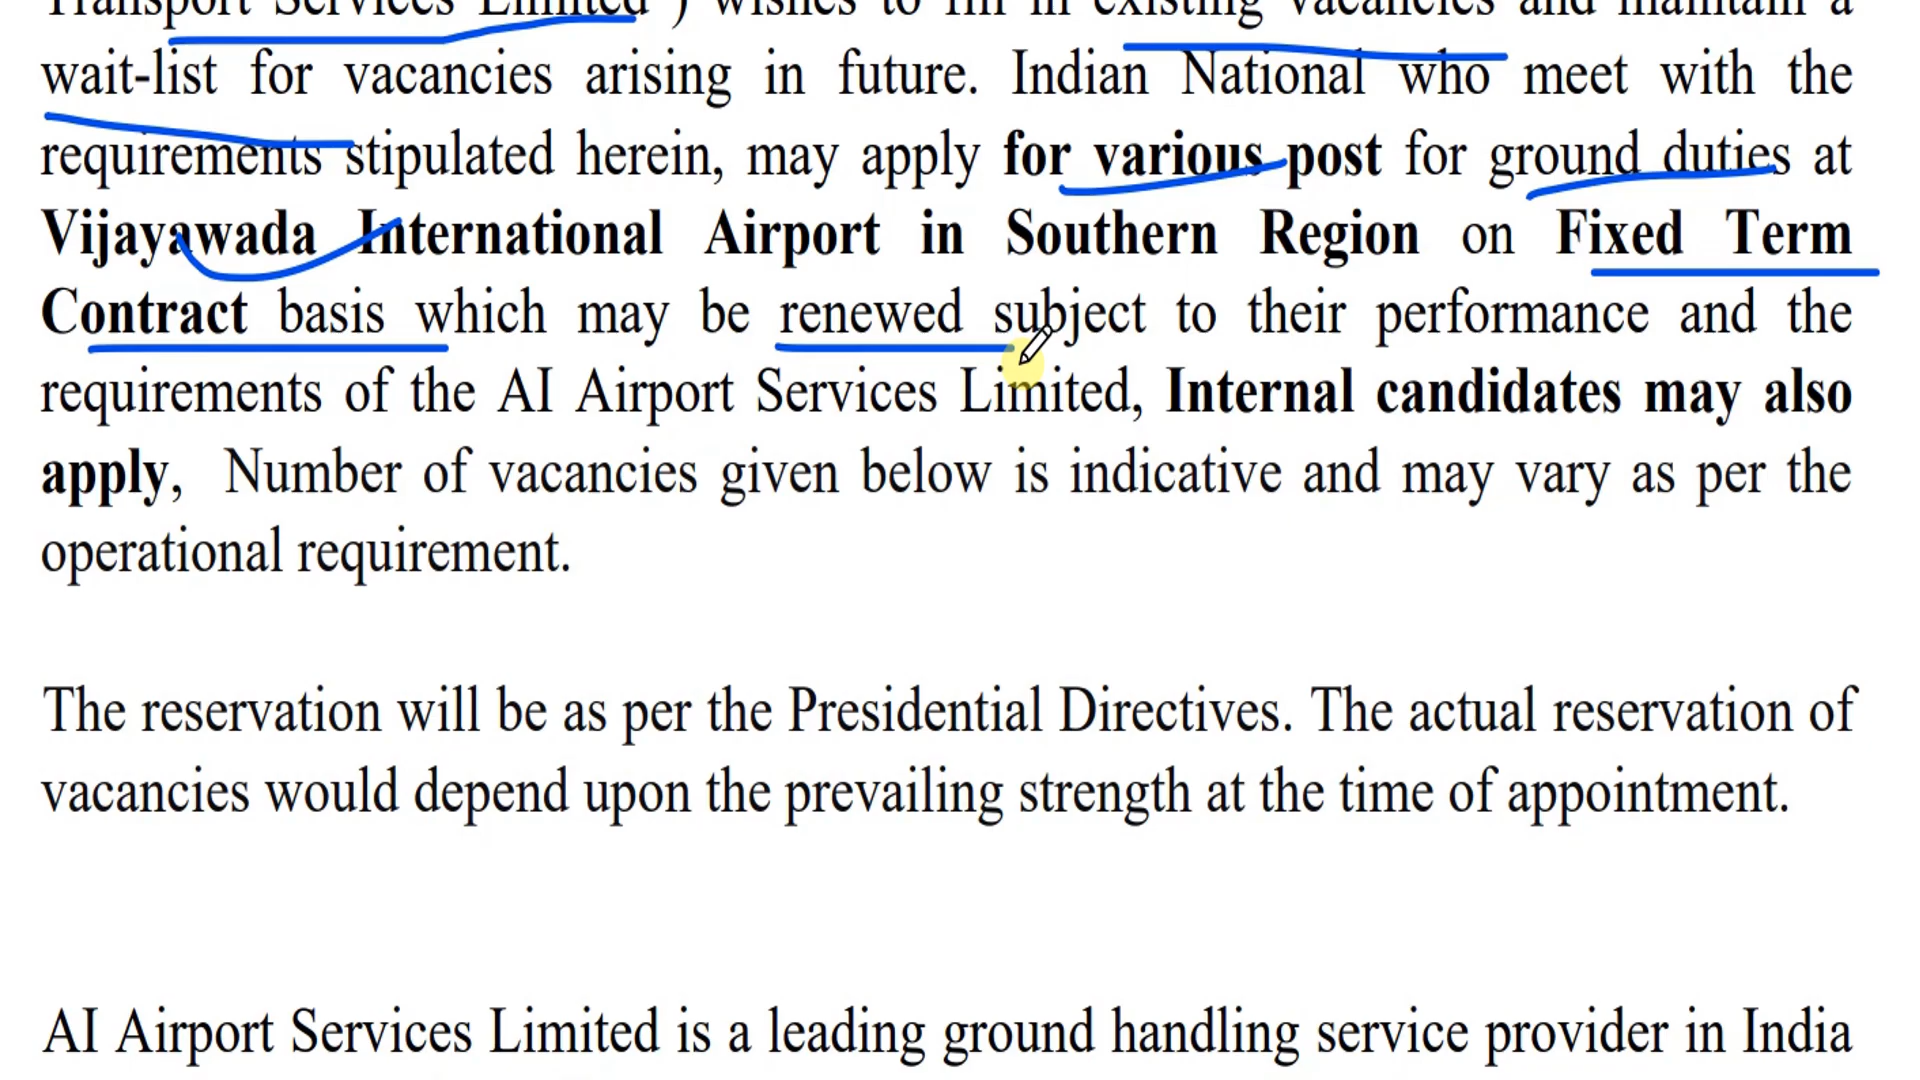 Transport Services Limited ) wishes to fill in existing vacancies and maintain a
wait-list for vacancies arising in future. Indian National who meet with the
requirements stipulated herein, may apply for various post for ground duties at
Vijayawada International Airport in Southern Region on Fixed Term
Contract basis which may be renewed subject to their performance and the
requirements of the AI Airport Services Limited, Internal candidates may also
apply, Number of vacancies given below is indicative and may vary as per the
operational requirement.
The reservation will be as per the Presidential Directives. The actual reservation of
vacancies would depend upon the prevailing strength at the time of appointment.
AI Airport Services Limited is a leading ground handling service provider in India